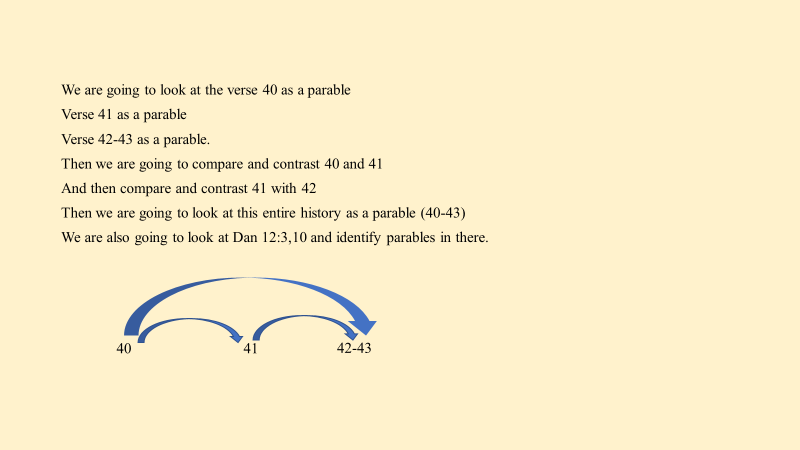 We are going to look at the verse 40 as a parable
Verse 41 as a parable
Verse 42-43 as a parable.
Then we are going to compare and contrast 40 and 41
And then compare and contrast 41 with 42
Then we are going to look at this entire history as a parable (40-43)
We are also going to look at Dan 12:3,10 and identify parables in there.
40 41 42-43